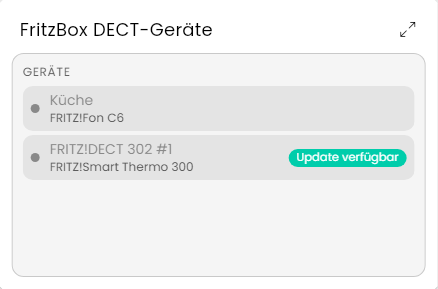 FritzBox DECT-Geräte
GERÄTE
Küche
FRITZ!Fon C6
FRITZ!DECT 302 #1
FRITZ!Smart Thermo 300
Update verfügbar